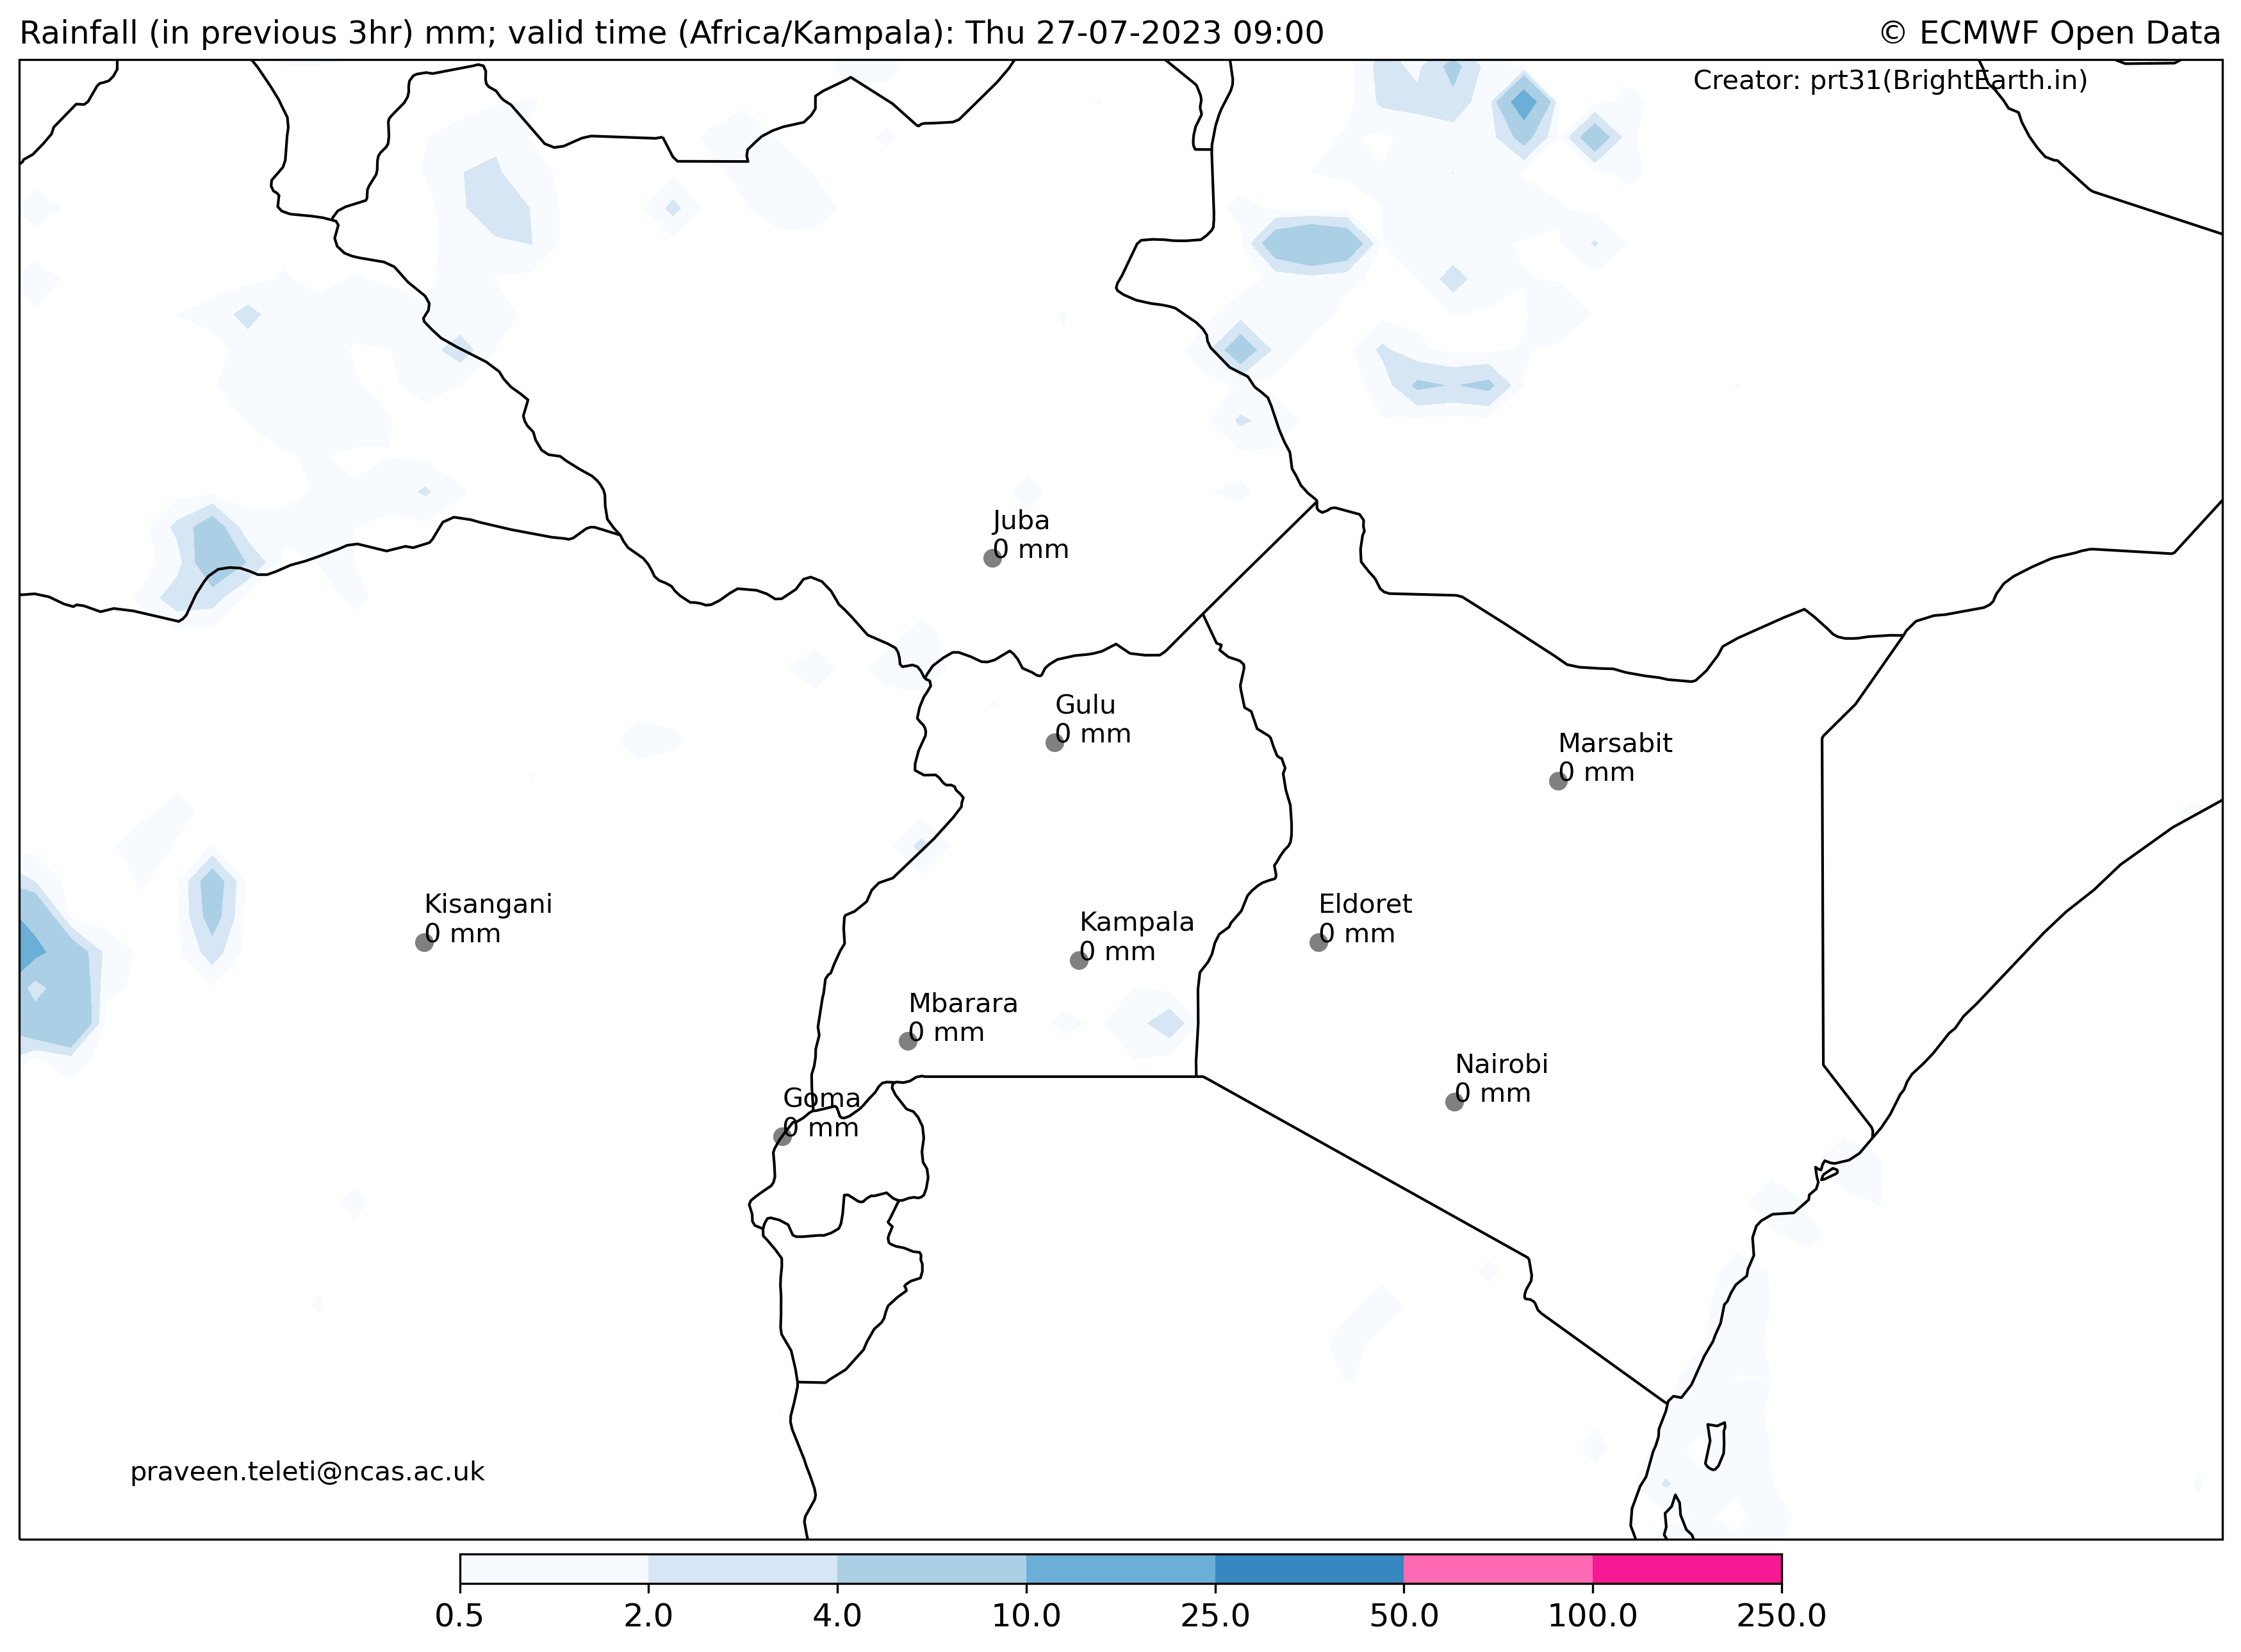 Rainfall (in previous 3hr) mm; valid time (Africa/Kampala): Thu 27-07-2023 09:00
© ECMWF Open Data
Creator: prt31(BrightEarth.in)
Juba
0 mm
Gulu
0 mm
Marsabit
0 mm
Kisangani
0 mm
Eldoret
0 mm
Kampala
0 mm
Mbarara
0 mm
Nairobi
0 mm
Goma
0 mm
praveen.teleti@ncas.ac.uk
0.5 2.0 4.0 10.0 25.0 50.0 100.0 250.0